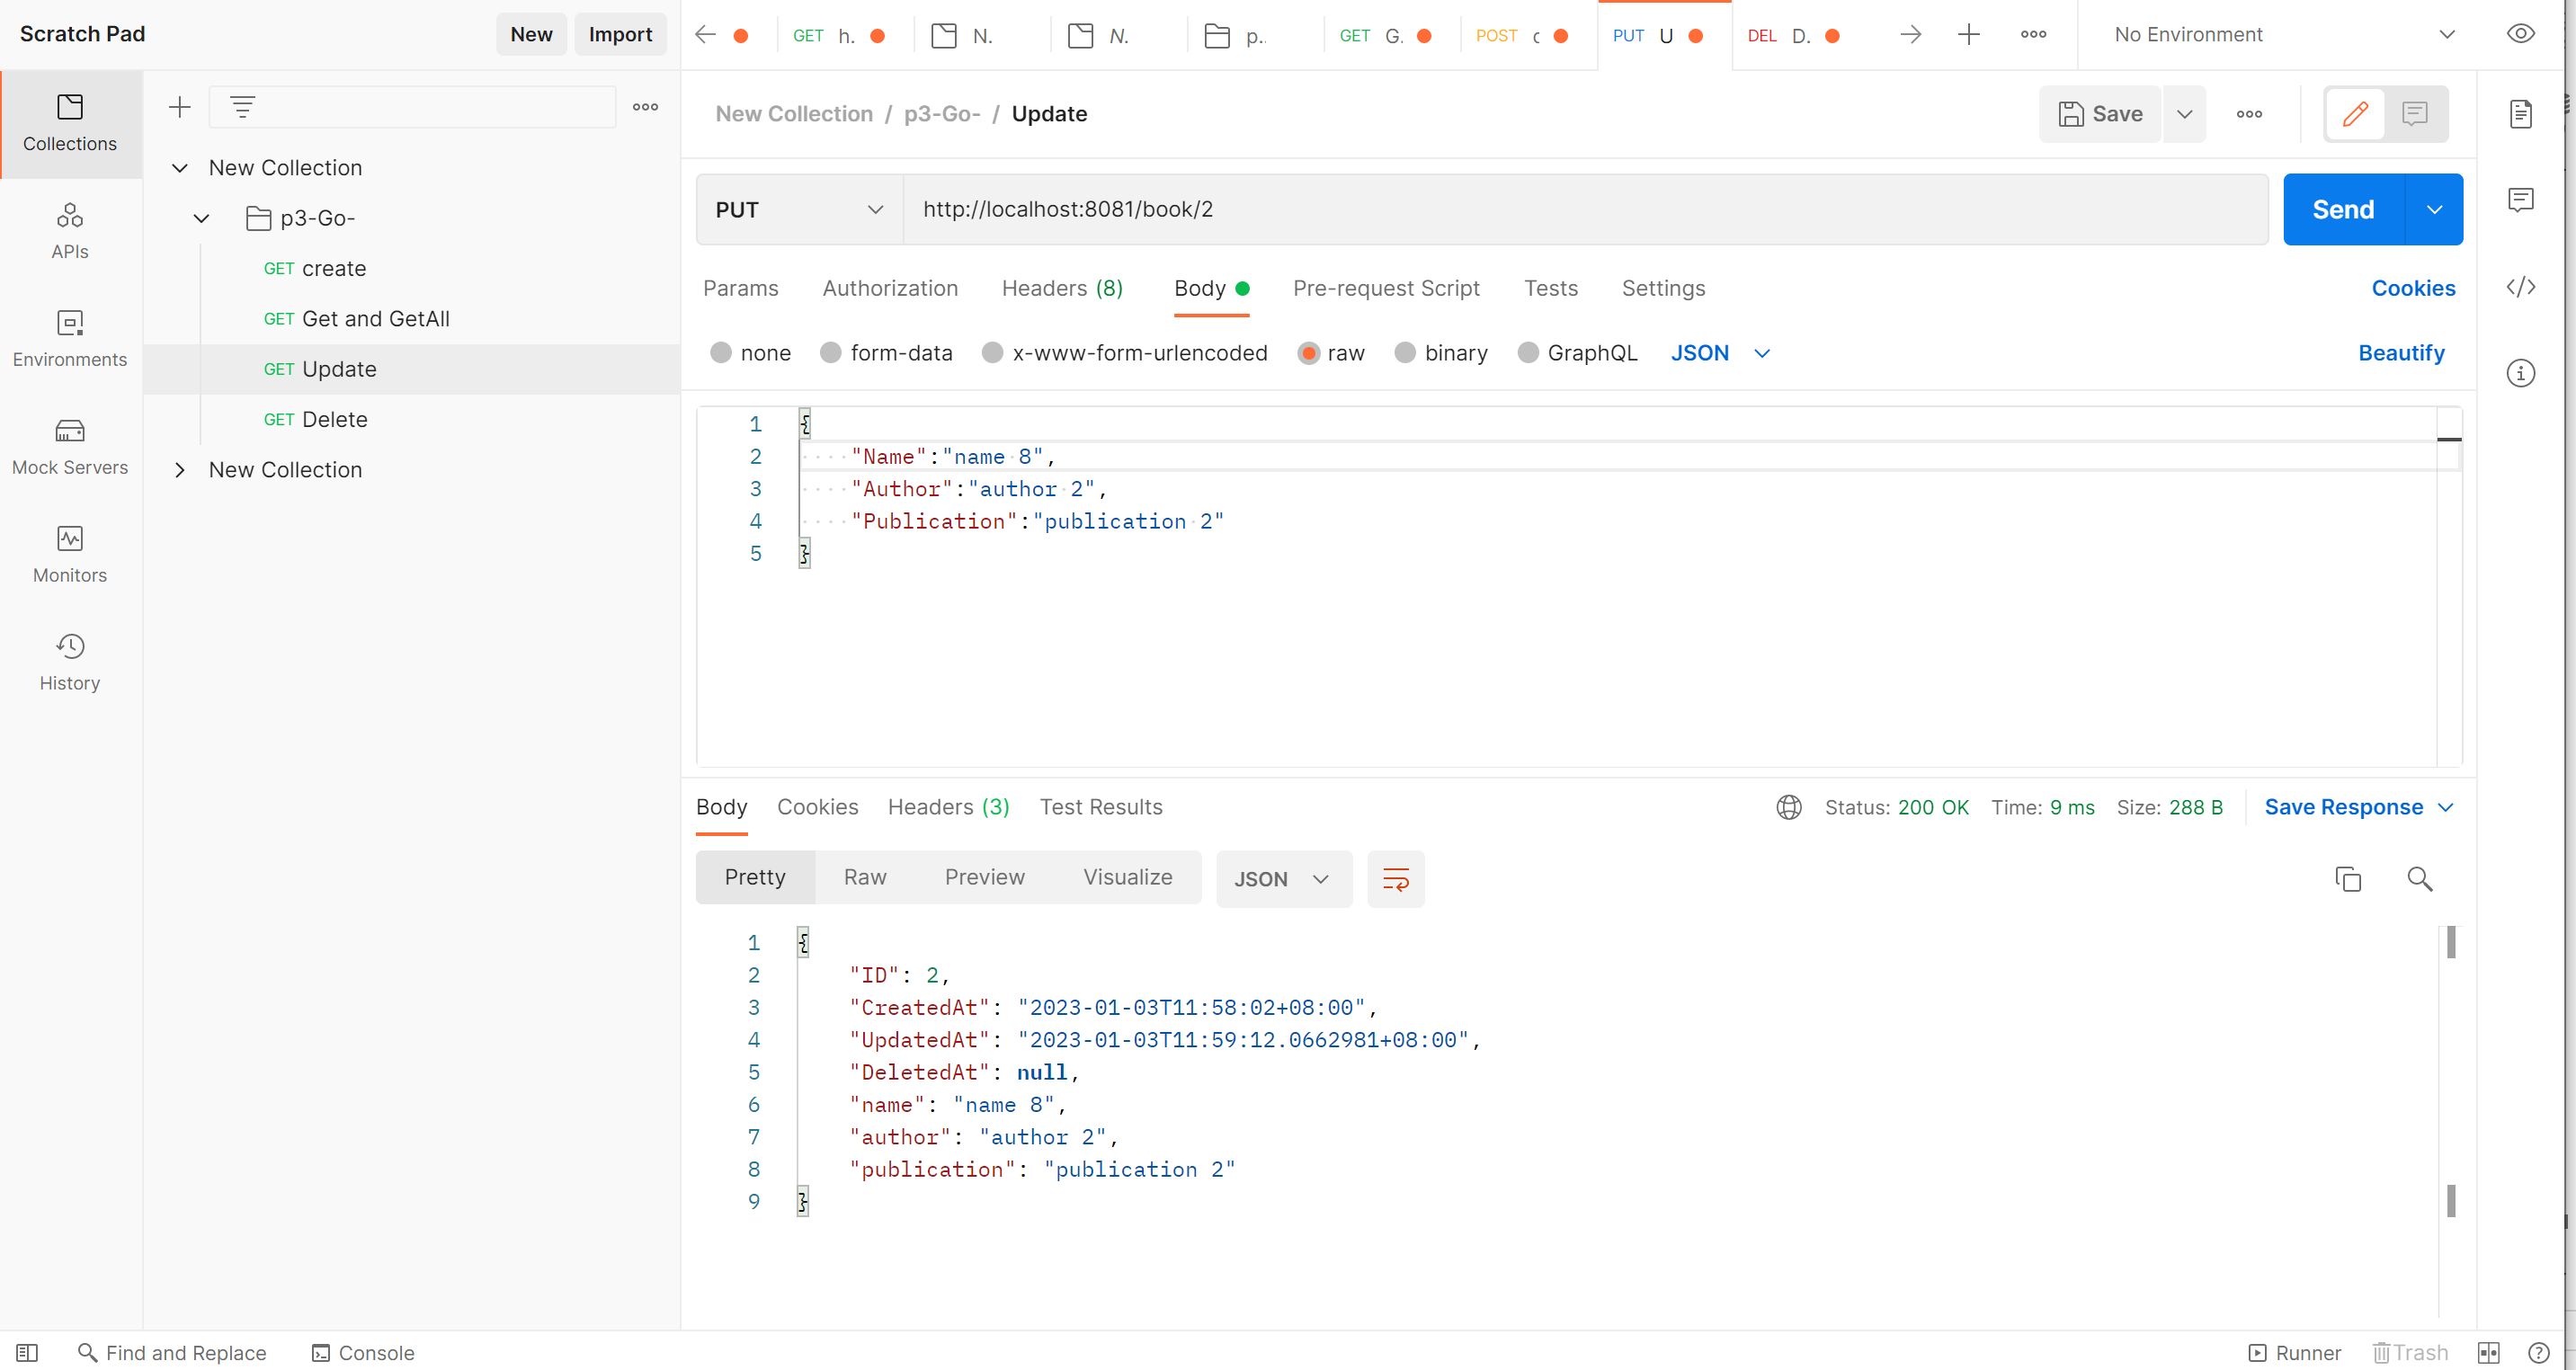 Scratch Pad
New
Import
GET h.
N.
N.
p..
GET G.
POST c
PUT U
DEL D.
No Environment
Collections
APIs
Environments
Mock Servers
Monitors
History
New Collection
p3-Go-
GET create
GET Get and GetAll
GET Update
GET Delete
New Collection
New Collection / p3-Go- / Update
Save
PUT
http://localhost:8081/book/2
Send
Params
Authorization
Headers (8)
Body
Pre-request Script
Tests
Settings
Cookies
none
form-data
x-www-form-urlencoded
raw
binary
GraphQL
JSON
Beautify
1 {
2 "Name":"name 8",
3 "Author":"author 2",
4 "Publication":"publication 2"
5 }
Body
Cookies
Headers (3)
Test Results
Status: 200 OK
Time: 9 ms
Size: 288 B
Save Response
Pretty
Raw
Preview
Visualize
JSON
1 {
2 "ID": 2,
3 "CreatedAt": "2023-01-03T11:58:02+08:00",
4 "UpdatedAt": "2023-01-03T11:59:12.0662981+08:00",
5 "DeletedAt": null,
6 "name": "name 8",
7 "author": "author 2",
8 "publication": "publication 2"
9 }
Find and Replace
Console
Runner
Trash